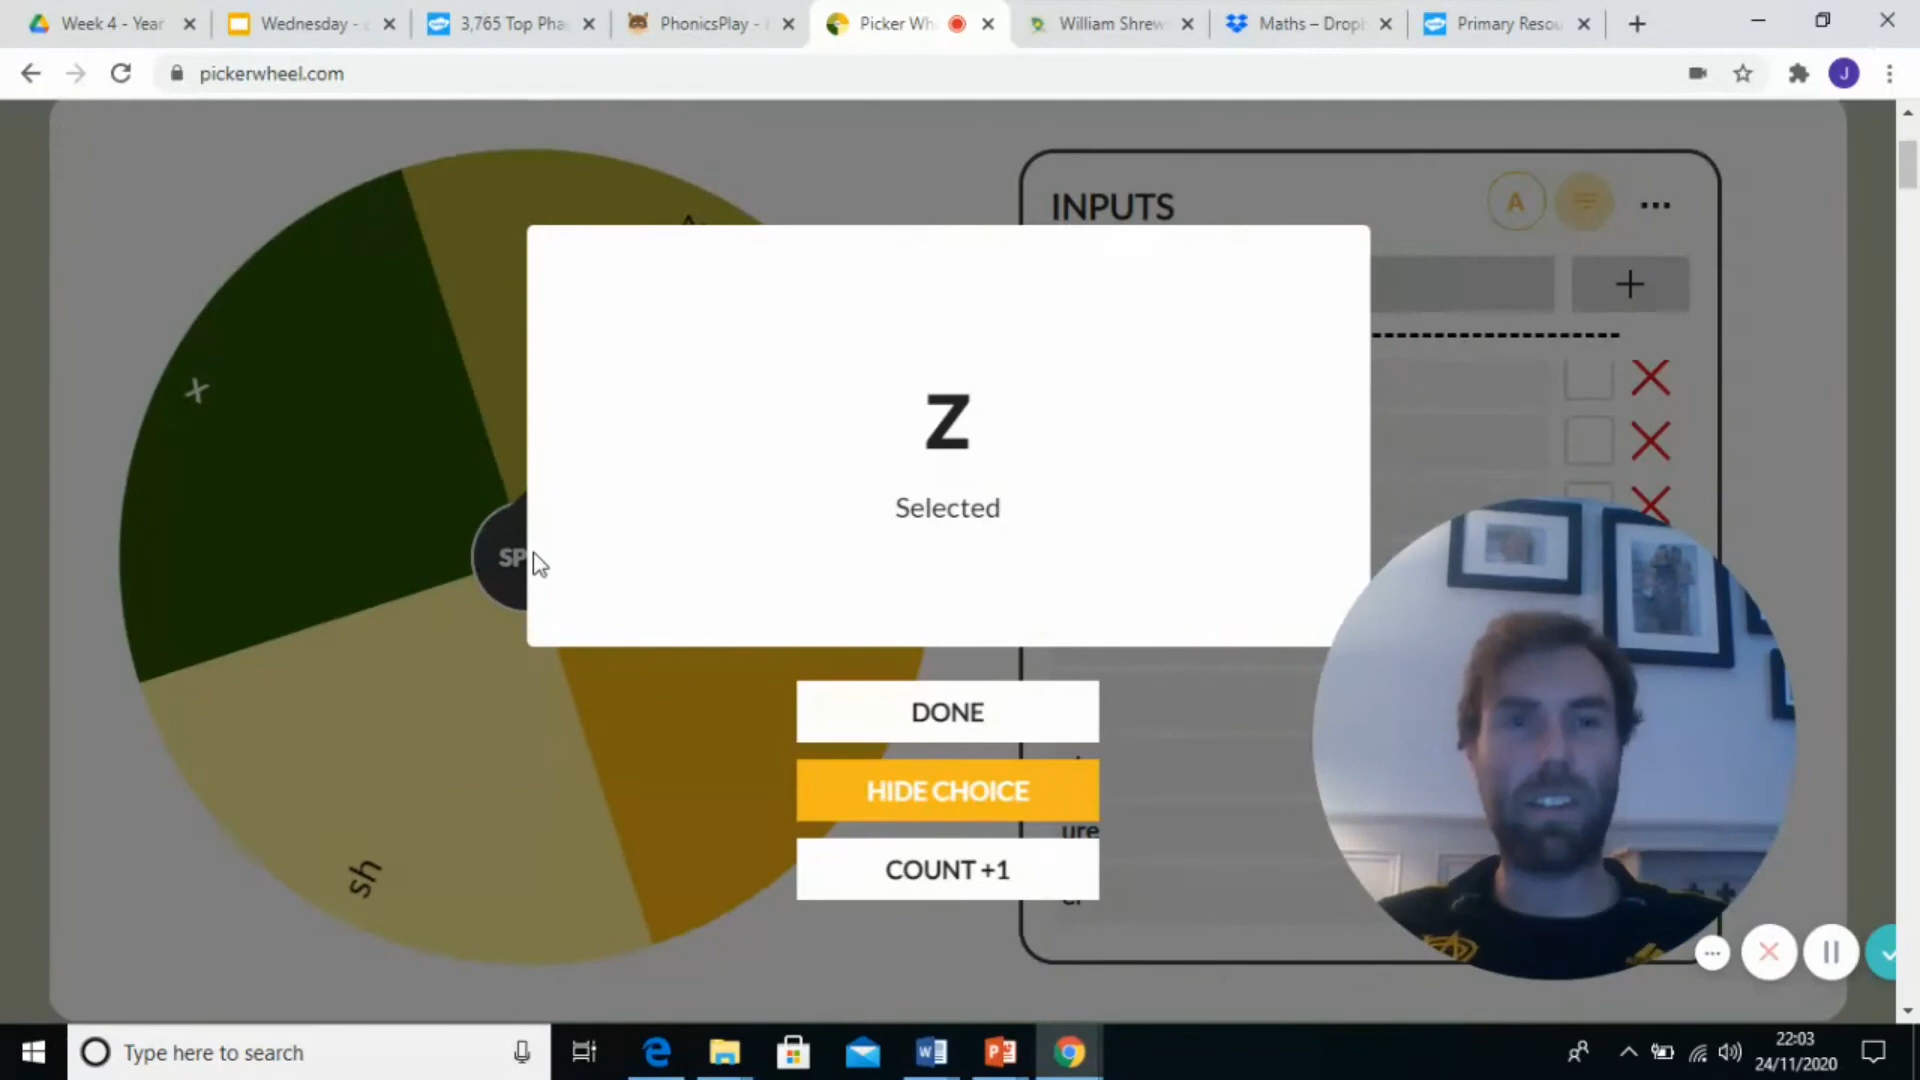 Week 4 - Year
Wednesday -
3,765 Top Pha
PhonicsPlay -
Picker Wh
William Shrew
Maths – Drop
Primary Resou
pickerwheel.com
INPUTS
A
x
Z
Selected
SP
DONE
HIDE CHOICE
ure
COUNT +1
sh
Type here to search
22:03
24/11/2020
J